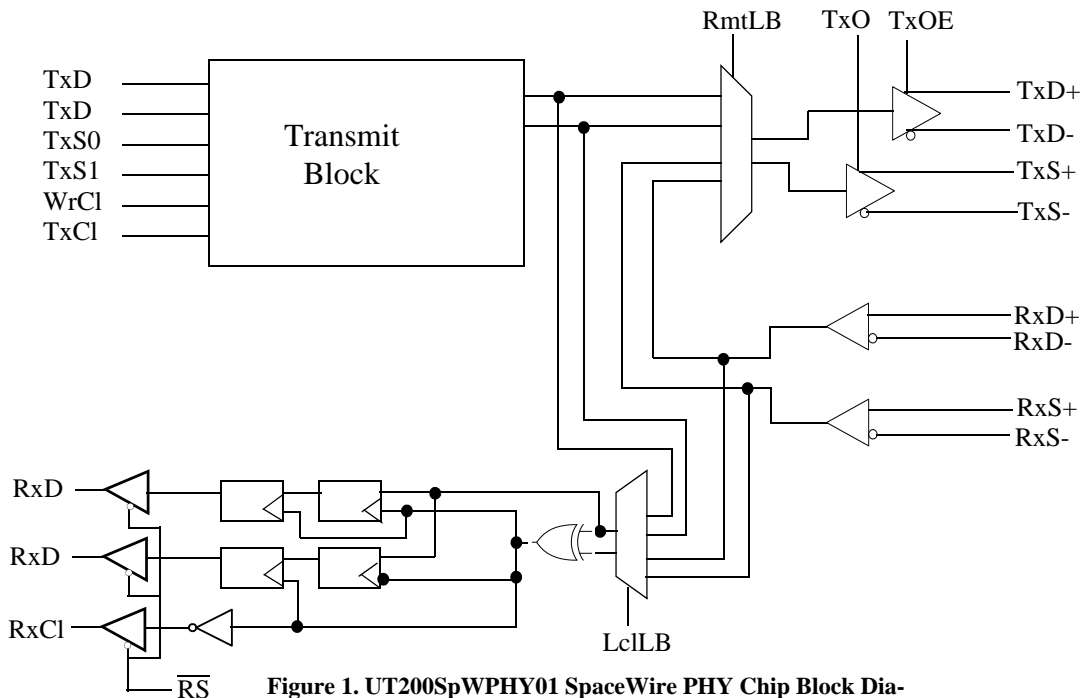 RmtLB TxO TxOE
TxD
TxD
TxS0
TxS1
WrCl
TxCl
Transmit
Block
TxD+
TxD-
TxS+
TxS-
RxD+
RxD-
RxS+
RxS-
RxD
RxD
RxCl
LclLB
RS
Figure 1. UT200SpWPHY01 SpaceWire PHY Chip Block Dia-